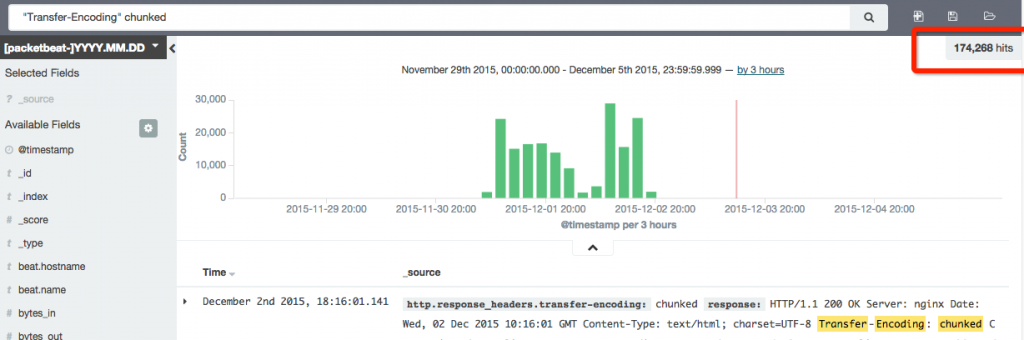 "Transfer-Encoding" chunked
[packetbeat-]YYYY.MM.DD
174,268 hits
Selected Fields
? _source
Available Fields
@timestamp
t _id
t _index
# _score
t _type
t beat.hostname
t beat.name
# bytes_in
# bytes_out
November 29th 2015, 00:00:00.000 - December 5th 2015, 23:59:59.999 — by 3 hours
Count
30,000
20,000
10,000
0
2015-11-29 20:00 2015-11-30 20:00 2015-12-01 20:00 2015-12-02 20:00 2015-12-03 20:00 2015-12-04 20:00
@timestamp per 3 hours
Time _source
December 2nd 2015, 18:16:01.141 http.response_headers.transfer-encoding: chunked response: HTTP/1.1 200 OK Server: nginx Date:
Wed, 02 Dec 2015 10:16:01 GMT Content-Type: text/html; charset=UTF-8 Transfer-Encoding: chunked C